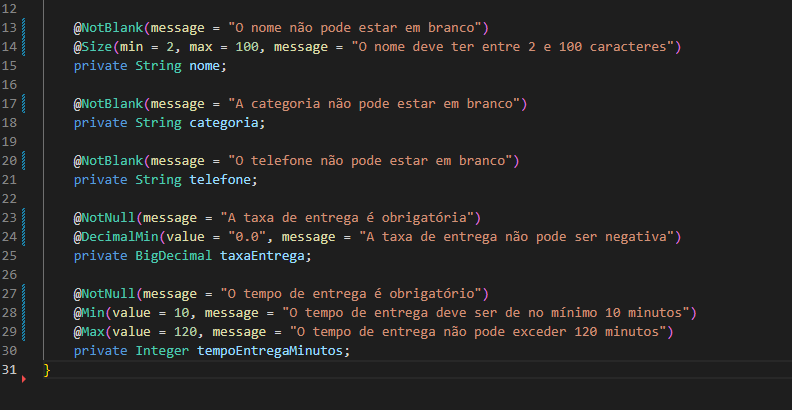 12
13 @NotBlank(message = "O nome não pode estar em branco")
14 @Size(min = 2, max = 100, message = "O nome deve ter entre 2 e 100 caracteres")
15 private String nome;
16
17 @NotBlank(message = "A categoria não pode estar em branco")
18 private String categoria;
19
20 @NotBlank(message = "O telefone não pode estar em branco")
21 private String telefone;
22
23 @NotNull(message = "A taxa de entrega é obrigatória")
24 @DecimalMin(value = "0.0", message = "A taxa de entrega não pode ser negativa")
25 private BigDecimal taxaEntrega;
26
27 @NotNull(message = "O tempo de entrega é obrigatório")
28 @Min(value = 10, message = "O tempo de entrega deve ser de no mínimo 10 minutos")
29 @Max(value = 120, message = "O tempo de entrega não pode exceder 120 minutos")
30 private Integer tempoEntregaMinutos;
31 }